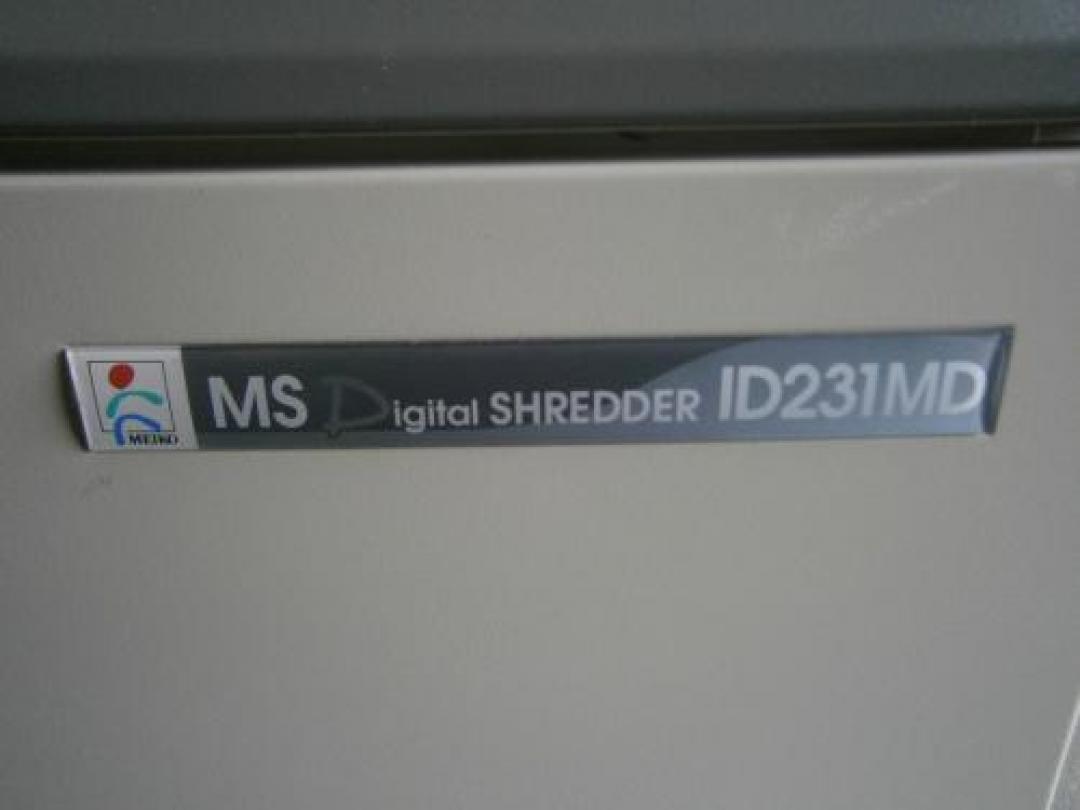 MEIKO
MS Digital SHREDDER ID231MD